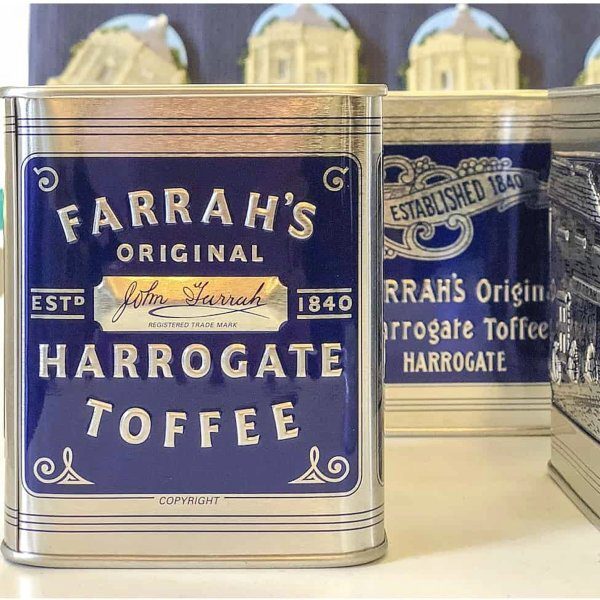 FARRAH'S
ORIGINAL
ESTD
John Farrah
1840
REGISTERED TRADE MARK
HARROGATE
TOFFEE
COPYRIGHT
ESTABLISHED 1840
RRAH'S Origin
arrogate Toffee
HARROGATE